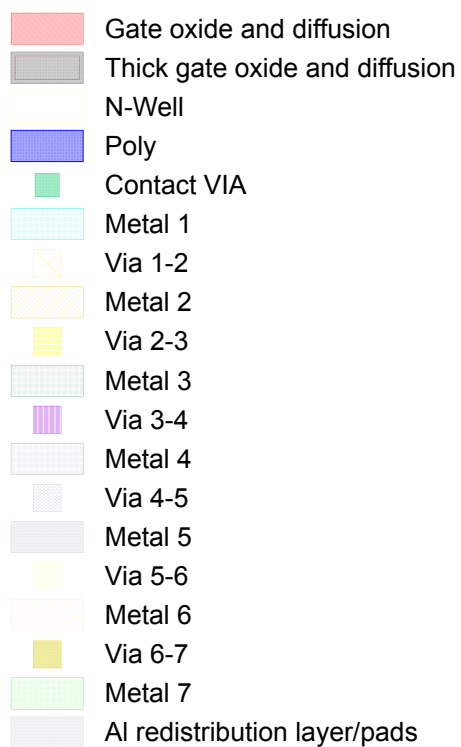 Gate oxide and diffusion
Thick gate oxide and diffusion
N-Well
Poly
Contact VIA
Metal 1
Via 1-2
Metal 2
Via 2-3
Metal 3
Via 3-4
Metal 4
Via 4-5
Metal 5
Via 5-6
Metal 6
Via 6-7
Metal 7
Al redistribution layer/pads